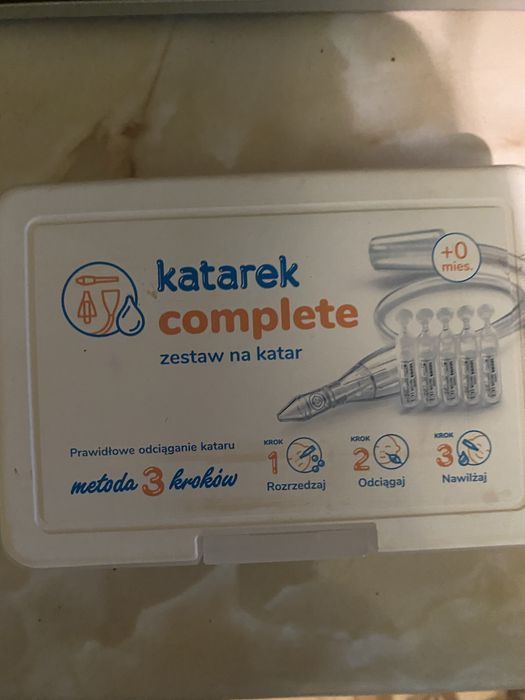 katarek
complete
zestaw na katar
+0
mies.
Prawidłowe odciąganie kataru
metoda 3 kroków
KROK
1
Rozrzedzaj
KROK
2
Odciągaj
KROK
3
Nawilżaj